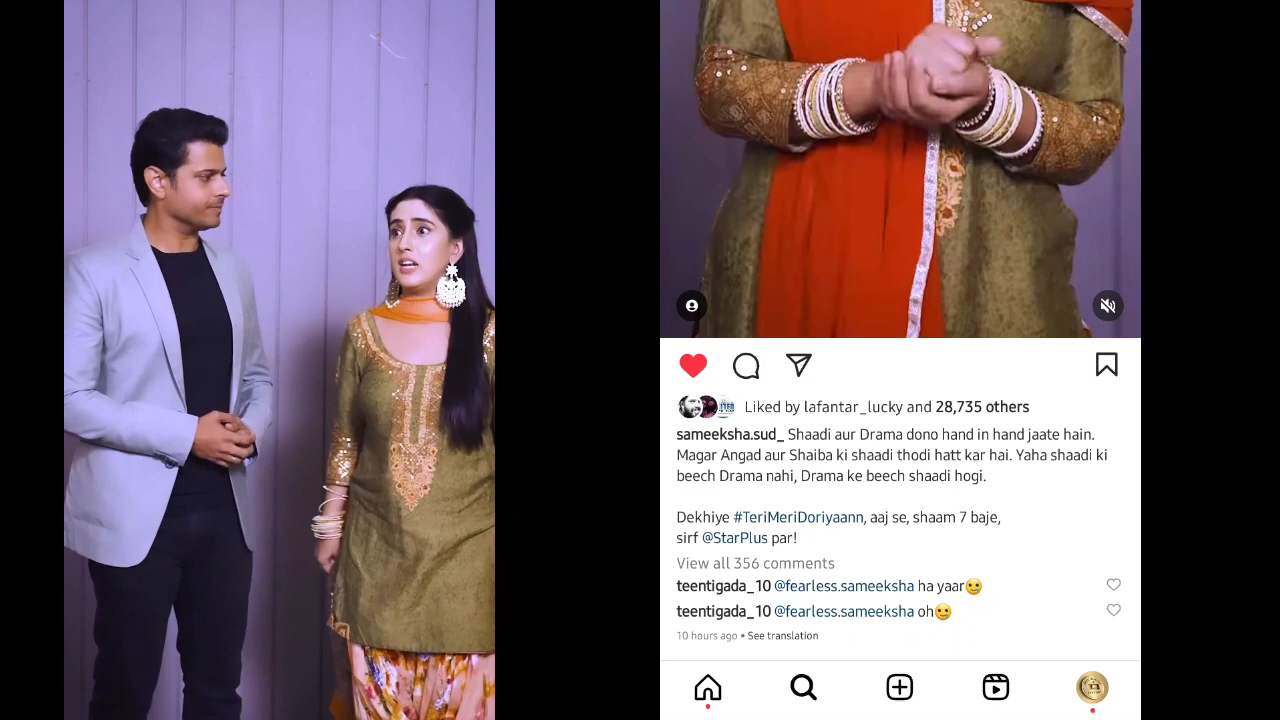 Liked by lafantar_lucky and 28,735 others
sameeksha.sud_ Shaadi aur Drama dono hand in hand jaate hain.
Magar Angad aur Shaiba ki shaadi thodi hatt kar hai. Yaha shaadi ki
beech Drama nahi, Drama ke beech shaadi hogi.
Dekhiye #TeriMeriDoriyaann, aaj se, shaam 7 baje,
sirf @StarPlus par!
View all 356 comments
teentigada_10 @fearless.sameeksha ha yaar🥲
teentigada_10 @fearless.sameeksha oh🥲
10 hours ago • See translation